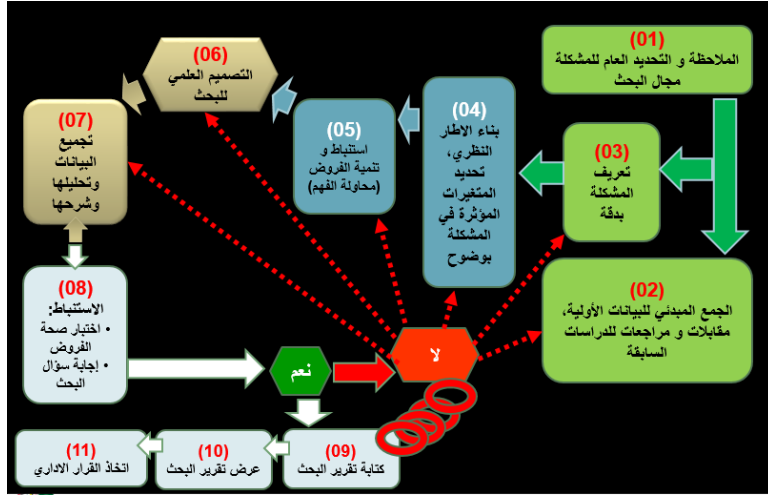 (01)
الملاحظة و التحديد العام للمشكلة
مجال البحث
(02)
الجمع المبدئي للبيانات الأولية،
مقابلات و مراجعات للدراسات
السابقة
(03)
تعريف
المشكلة
بدقة
(04)
بناء الاطار
النظري،
تحديد
المتغيرات
المؤثرة في
المشكلة
بوضوح
(05)
استنباط و
تنمية الفروض
(محاولة الفهم)
(06)
التصميم العلمي
للبحث
(07)
تجميع
البيانات
وتحليلها
وشرحها
(08)
الاستنباط:
• اختبار صحة
الفروض
• إجابة سؤال
البحث
نعم
لا
(09)
كتابة تقرير البحث
(10)
عرض تقرير البحث
(11)
اتخاذ القرار الاداري